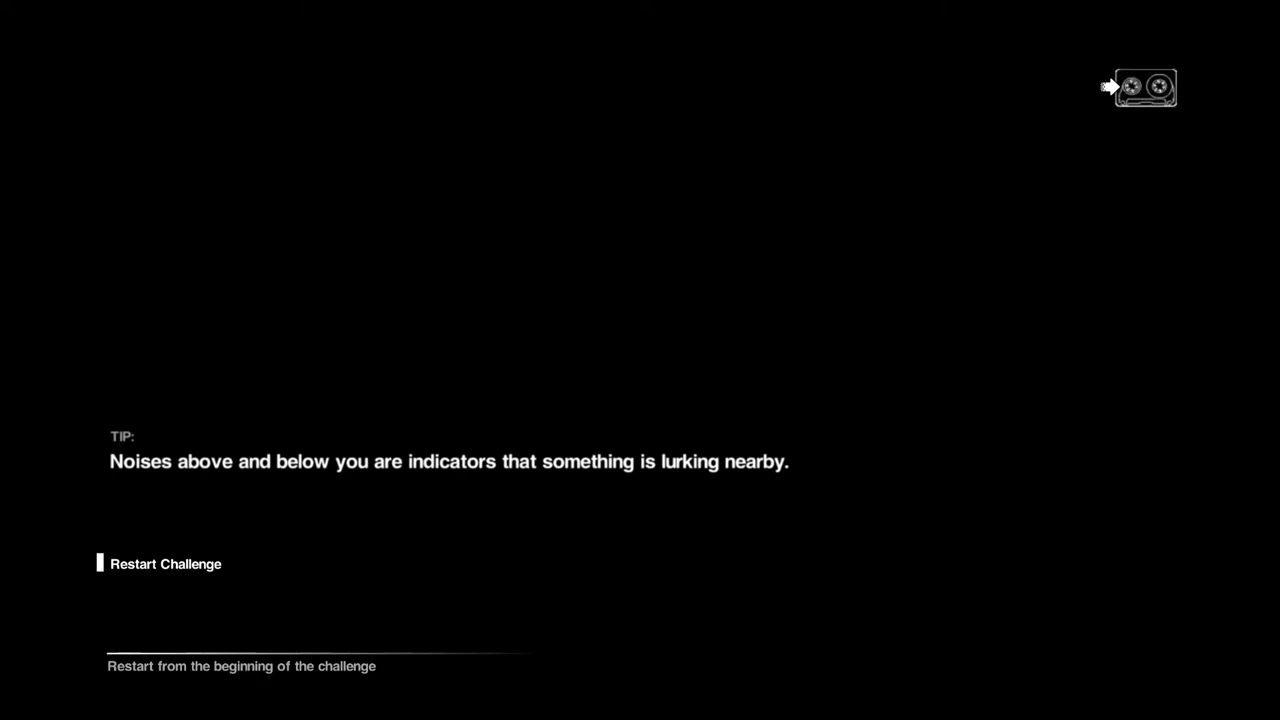 TIP:
Noises above and below you are indicators that something is lurking nearby.
Restart Challenge
Restart from the beginning of the challenge